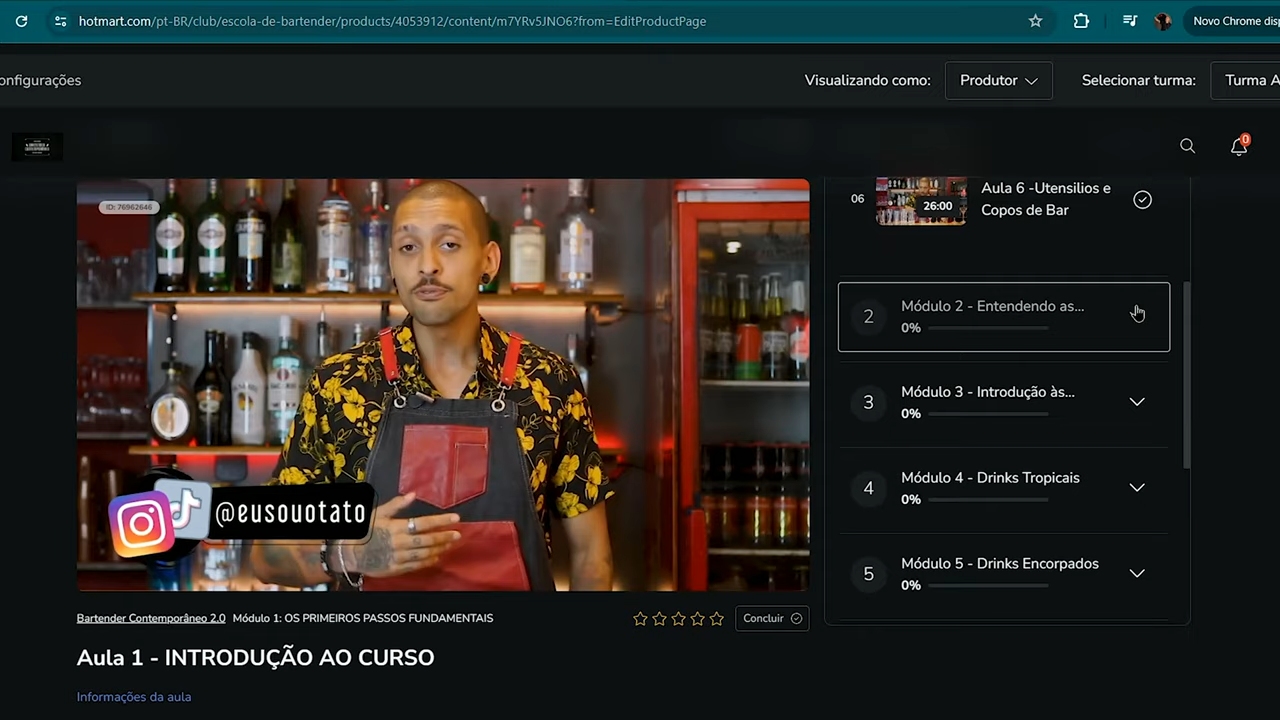 hotmart.com/pt-BR/club/escola-de-bartender/products/4053912/content/m7YRv5JNO6?from=EditProductPage
Novo Chrome disp
onfigurações
Visualizando como:
Produtor
Selecionar turma:
Turma A
0
ID: 76962646
@eusouotato
06
26:00
Aula 6 -Utensilios e
Copos de Bar
2
Módulo 2 - Entendendo as...
0%
3
Módulo 3 - Introdução às...
0%
4
Módulo 4 - Drinks Tropicais
0%
5
Módulo 5 - Drinks Encorpados
0%
Bartender Contemporâneo 2.0 Módulo 1: OS PRIMEIROS PASSOS FUNDAMENTAIS
Concluir
Aula 1 - INTRODUÇÃO AO CURSO
Informações da aula